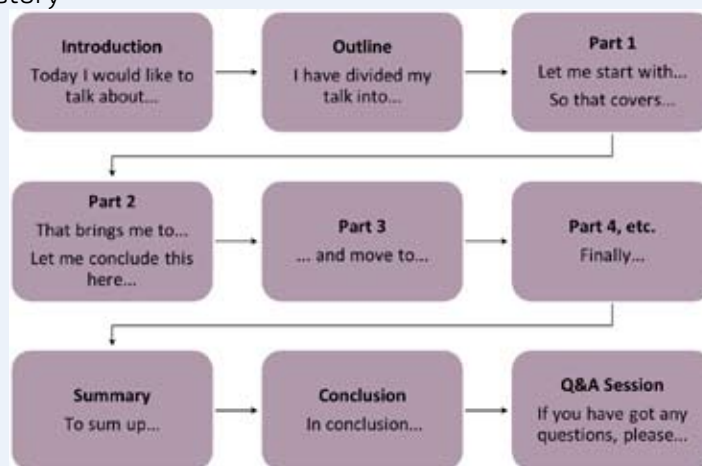 Introduction
Today I would like to
talk about...
Outline
I have divided my
talk into...
Part 1
Let me start with...
So that covers...
Part 2
That brings me to...
Let me conclude this
here...
Part 3
... and move to...
Part 4, etc.
Finally...
Summary
To sum up...
Conclusion
In conclusion...
Q&A Session
If you have got any
questions, please...